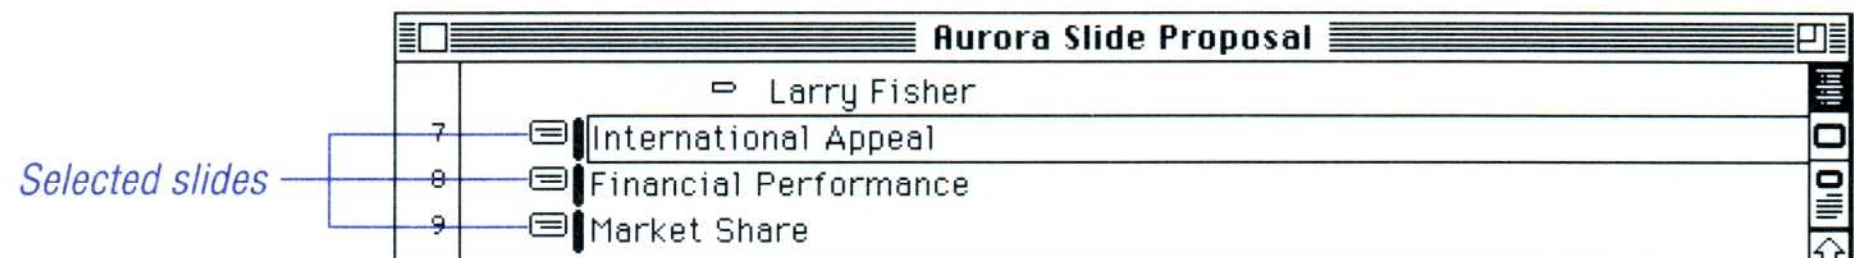 Aurora Slide Proposal
Larry Fisher
7 International Appeal
Selected slides
8 Financial Performance
9 Market Share